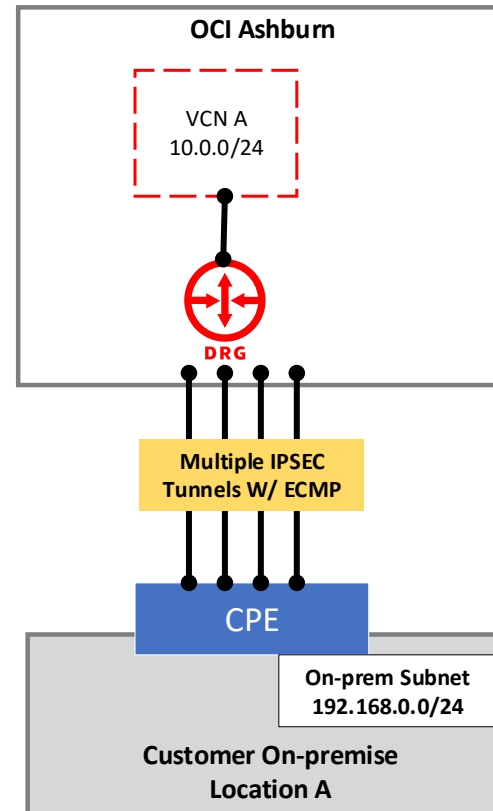 OCI Ashburn
VCN A
10.0.0/24
DRG
Multiple IPSEC
Tunnels W/ ECMP
CPE
On-prem Subnet
192.168.0.0/24
Customer On-premise
Location A